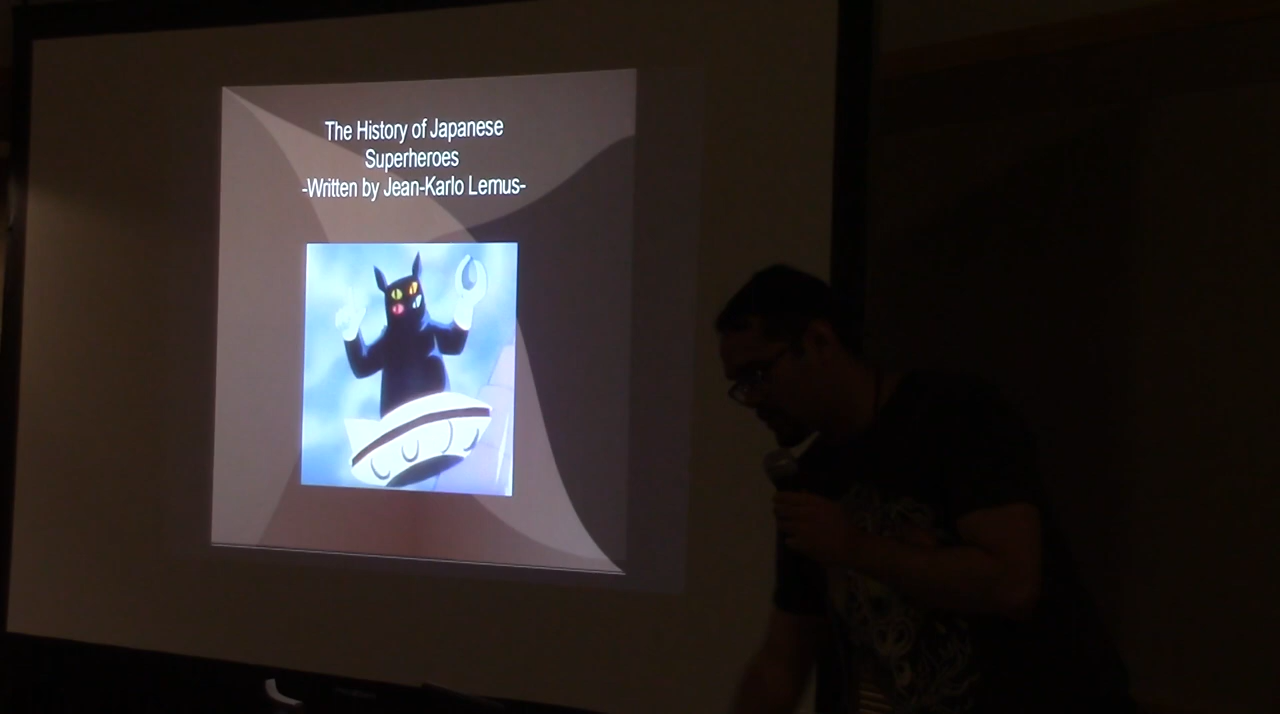 The History of Japanese
Superheroes
-Written by Jean-Karlo Lemus-